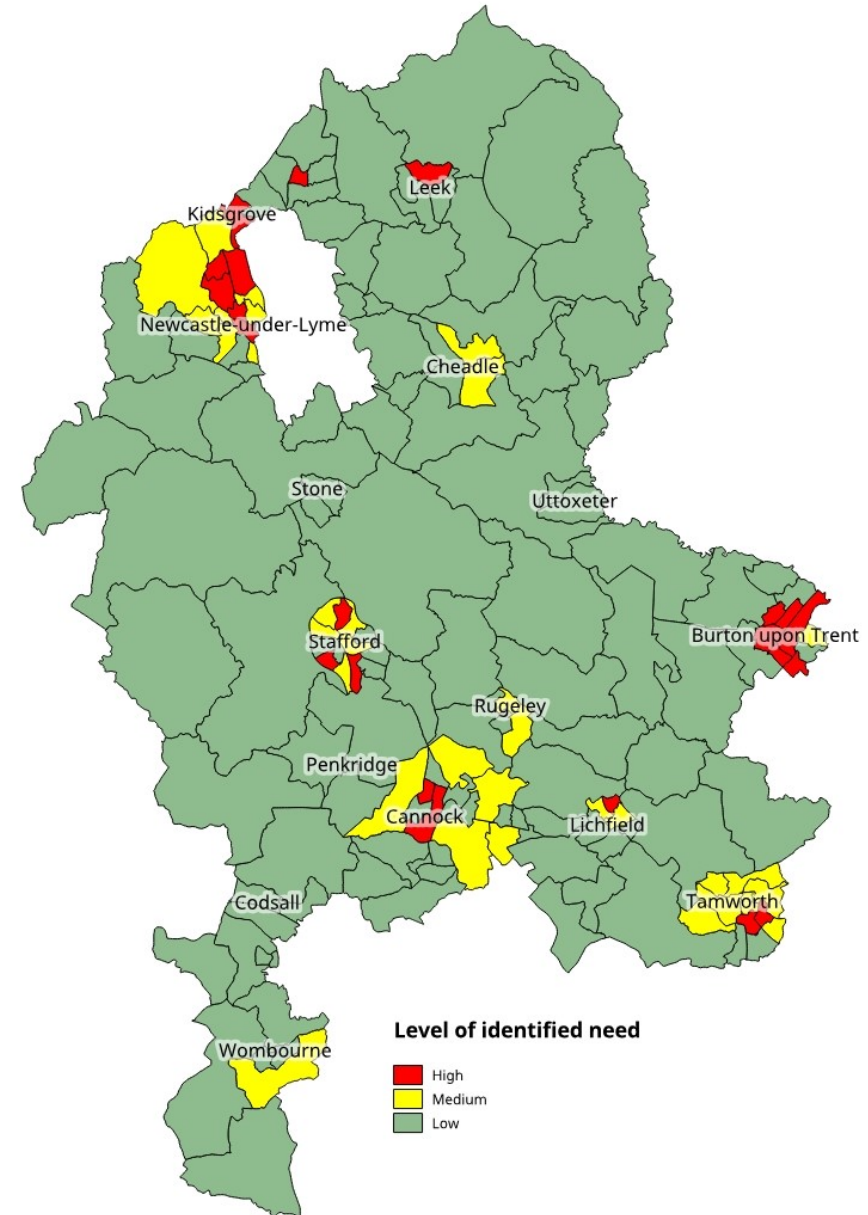 Leek
Kidsgrove
Newcastle-under-Lyme
Cheadle
Stone
Uttoxeter
Stafford
Burton upon Trent
Rugeley
Penkridge
Cannock
Lichfield
Codsall
Tamworth
Wombourne
Level of identified need
High
Medium
Low